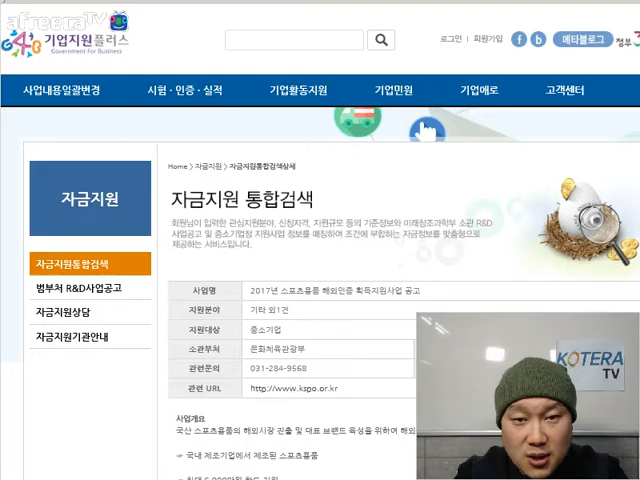 afreecaTV
G4B 기업지원플러스
Government For Business
로그인 | 회원가입
f b 메타블로그 정부 3
사업내용일괄변경 시험 · 인증 · 실적 기업활동지원 기업민원 기업애로 고객센터
Home > 자금지원 > 자금지원통합검색상세
자금지원
자금지원 통합검색
회원님이 입력한 관심지원분야, 신청자격, 지원규모 등의 기준정보와 미래창조과학부 소관 R&D
사업공고 및 중소기업청 지원사업 정보를 매칭하여 조건에 부합하는 자금정보를 맞춤형으로
제공하는 서비스입니다.
자금지원통합검색
범부처 R&D사업공고
자금지원상담
자금지원기관안내
사업명 2017년 스포츠용품 해외인증 획득지원사업 공고
지원분야 기타 외1건
지원대상 중소기업
소관부처 문화체육관광부
관련문의 031-284-9568
관련 URL http://www.kspo.or.kr
KOTERA
TV
사업개요
국산 스포츠용품의 해외시장 진출 및 대표 브랜드 육성을 위하여 해외
☞ 국내 제조기업에서 제조된 스포츠용품